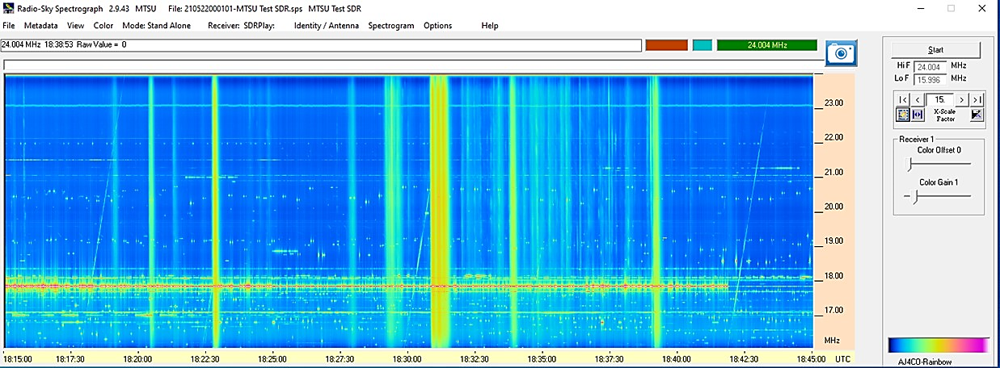 Radio-Sky Spectrograph 2.9.43 MTSU File: 210522000101-MTSU Test SDR.sps MTSU Test SDR
File Metadata View Color Mode: Stand Alone Receiver: SDRPlay: Identity / Antenna Spectrogram Options Help
24.004 MHz 18:38:53 Raw Value = 0
24.004 MHz
Start
Hi F 24.004 MHz
Lo F 15.996 MHz
|< < 15. > >|
X-Scale
Factor
Receiver 1
Color Offset 0
Color Gain 1
23.00
22.00
21.00
20.00
19.00
18.00
17.00
MHz
18:15:00 18:17:30 18:20:00 18:22:30 18:25:00 18:27:30 18:30:00 18:32:30 18:35:00 18:37:30 18:40:00 18:42:30 18:45:00 UTC
AJ4CO-Rainbow